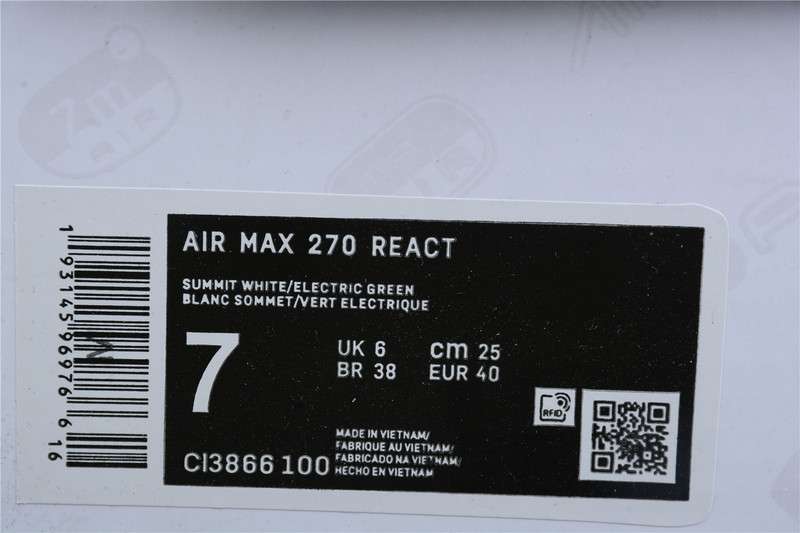 Zm
AIR
AIR MAX 270 REACT
SUMMIT WHITE/ELECTRIC GREEN
BLANC SOMMET/VERT ELECTRIQUE
7
UK 6 cm 25
BR 38 EUR 40
RFID
MADE IN VIETNAM/
FABRIQUE AU VIETNAM/
FABRICADO NA VIETNAM/
HECHO EN VIETNAM
CI3866 100
1 93145 96976 6 16
M